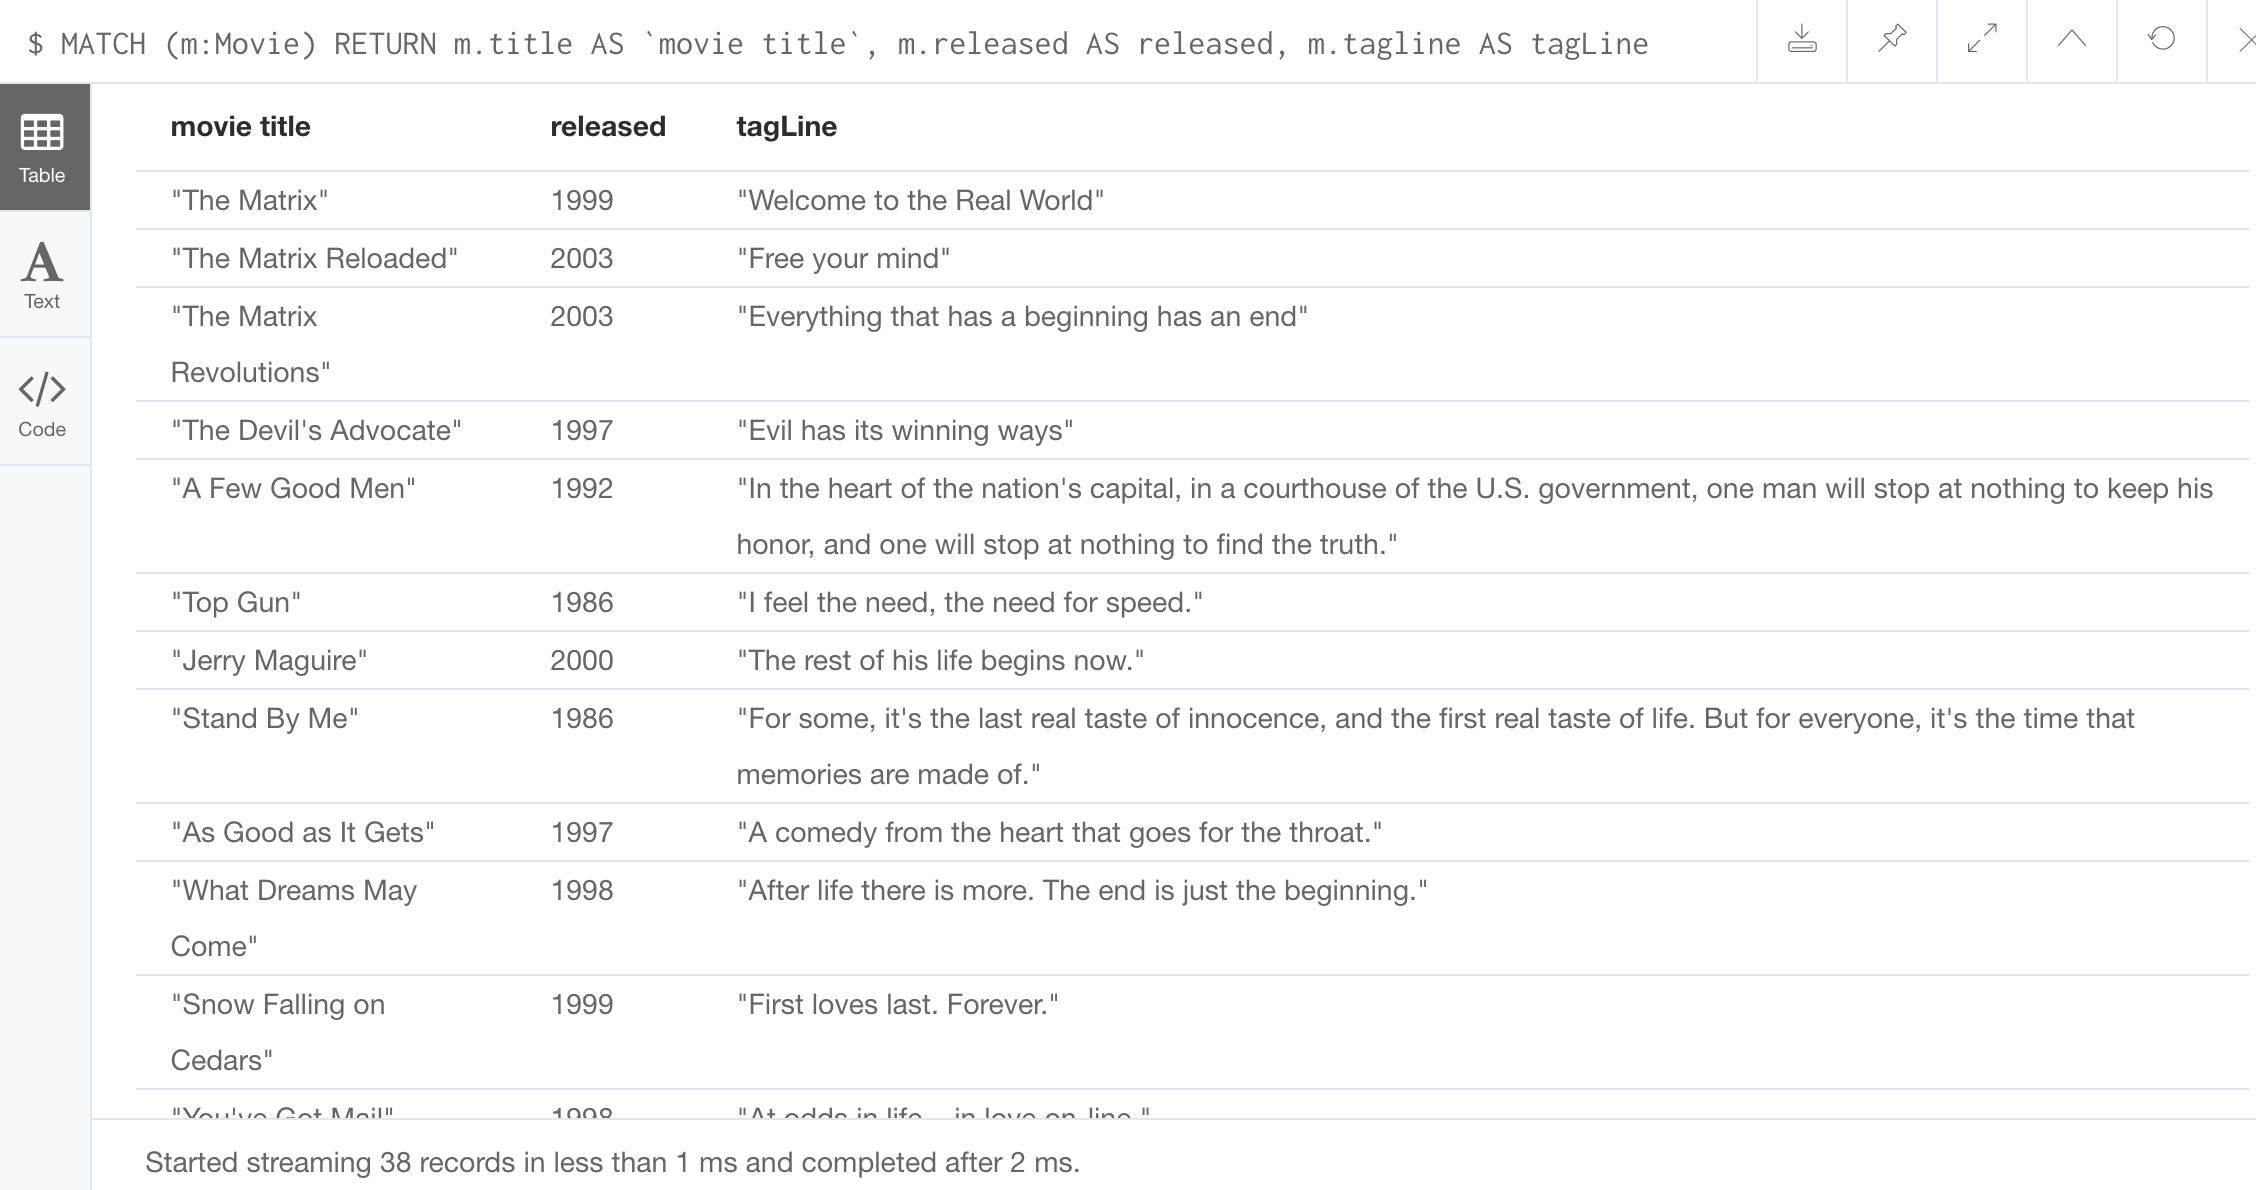 $ MATCH (m:Movie) RETURN m.title AS `movie title`, m.released AS released, m.tagline AS tagLine
Table
Text
Code
movie title released tagLine
"The Matrix" 1999 "Welcome to the Real World"
"The Matrix Reloaded" 2003 "Free your mind"
"The Matrix 2003 "Everything that has a beginning has an end"
Revolutions"
"The Devil's Advocate" 1997 "Evil has its winning ways"
"A Few Good Men" 1992 "In the heart of the nation's capital, in a courthouse of the U.S. government, one man will stop at nothing to keep his
honor, and one will stop at nothing to find the truth."
"Top Gun" 1986 "I feel the need, the need for speed."
"Jerry Maguire" 2000 "The rest of his life begins now."
"Stand By Me" 1986 "For some, it's the last real taste of innocence, and the first real taste of life. But for everyone, it's the time that
memories are made of."
"As Good as It Gets" 1997 "A comedy from the heart that goes for the throat."
"What Dreams May 1998 "After life there is more. The end is just the beginning."
Come"
"Snow Falling on 1999 "First loves last. Forever."
Cedars"
"You've Got Mail" 1998 "At odds in life... in love on-line."
Started streaming 38 records in less than 1 ms and completed after 2 ms.